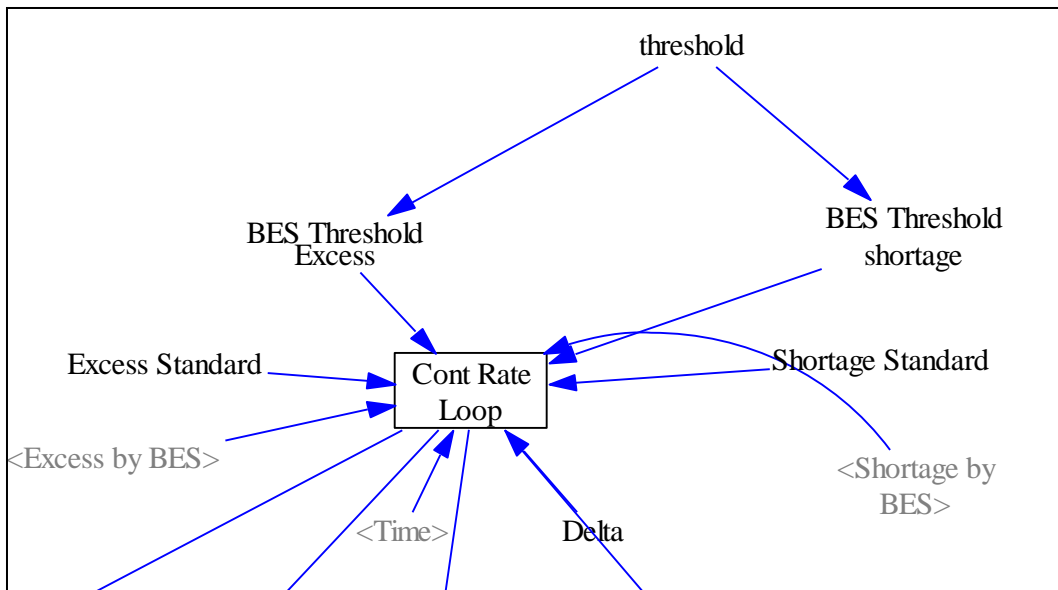 threshold
BES Threshold
Excess
BES Threshold
shortage
Excess Standard
Cont Rate
Loop
Shortage Standard
<Excess by BES>
<Shortage by
BES>
<Time>
Delta